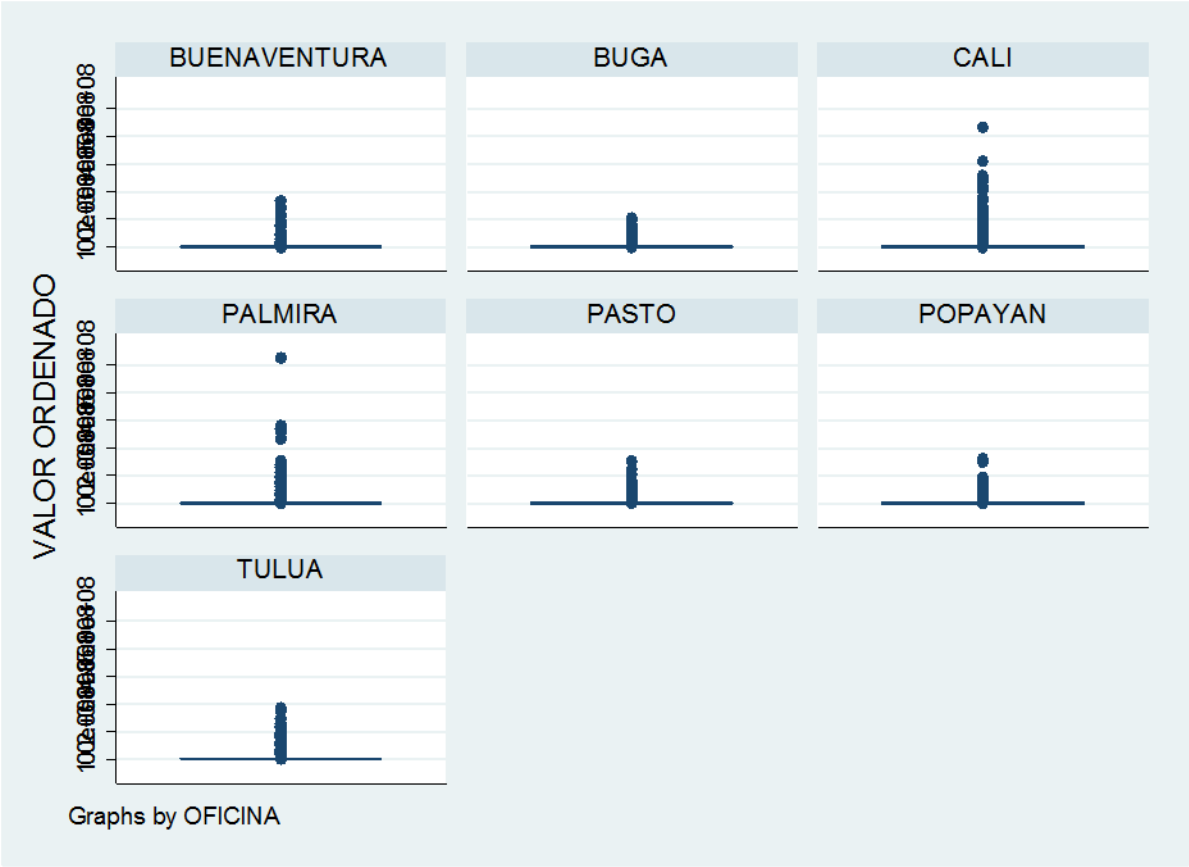 BUENAVENTURA
BUGA
CALI
PALMIRA
PASTO
POPAYAN
TULUA
VALOR ORDENADO
Graphs by OFICINA